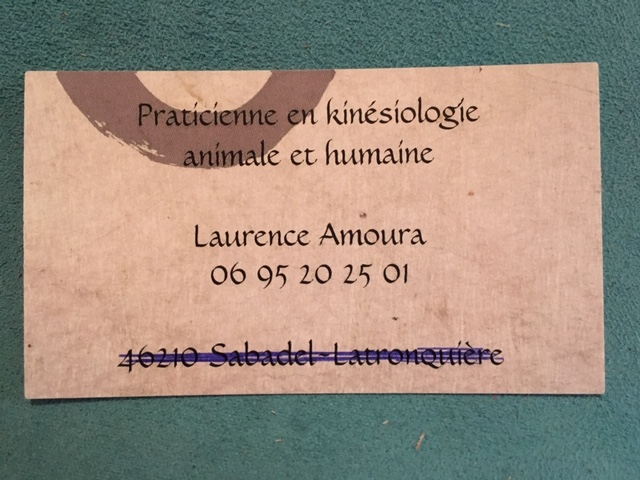 Praticienne en kinésiologie
animale et humaine
Laurence Amoura
06 95 20 25 01
46210 Sabadel-Latronquière